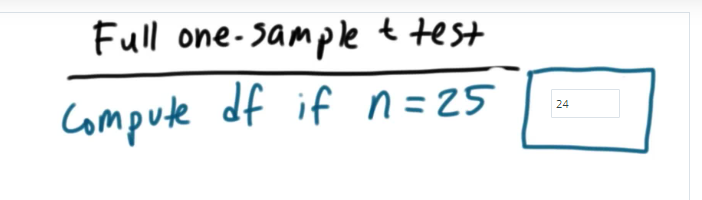 Full one-sample t test
Compute df if n=25
24